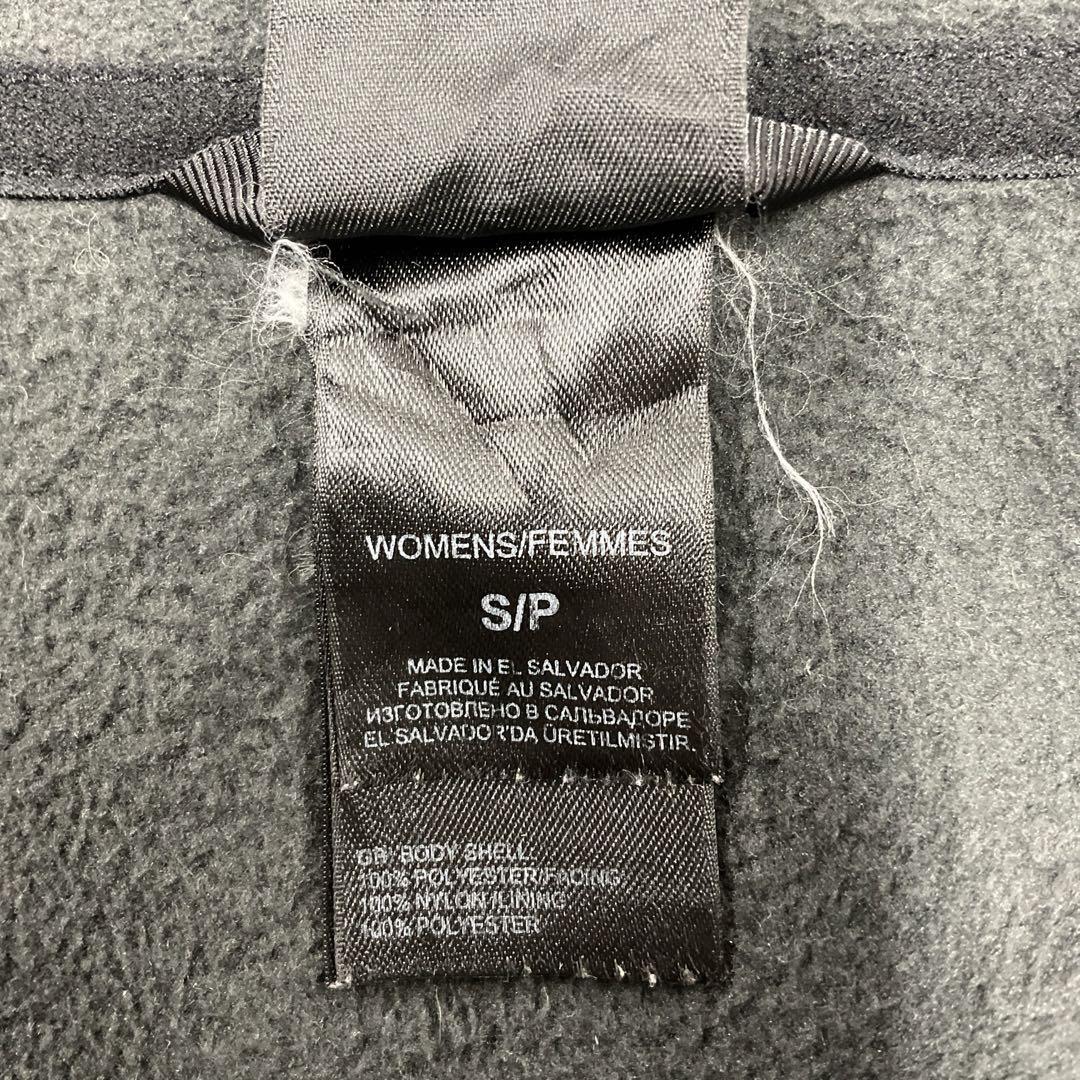 WOMENS/FEMMES
S/P
MADE IN EL SALVADOR
FABRIQUÉ AU SALVADOR
ИЗГОТОВЛЕНО В САЛЬВАДОРЕ
EL SALVADOR'DA ÜRETILMISTIR.
GB/ BODY SHELL:
100% POLYESTER/FACING:
100% NYLON/LINING
100% POLYESTER